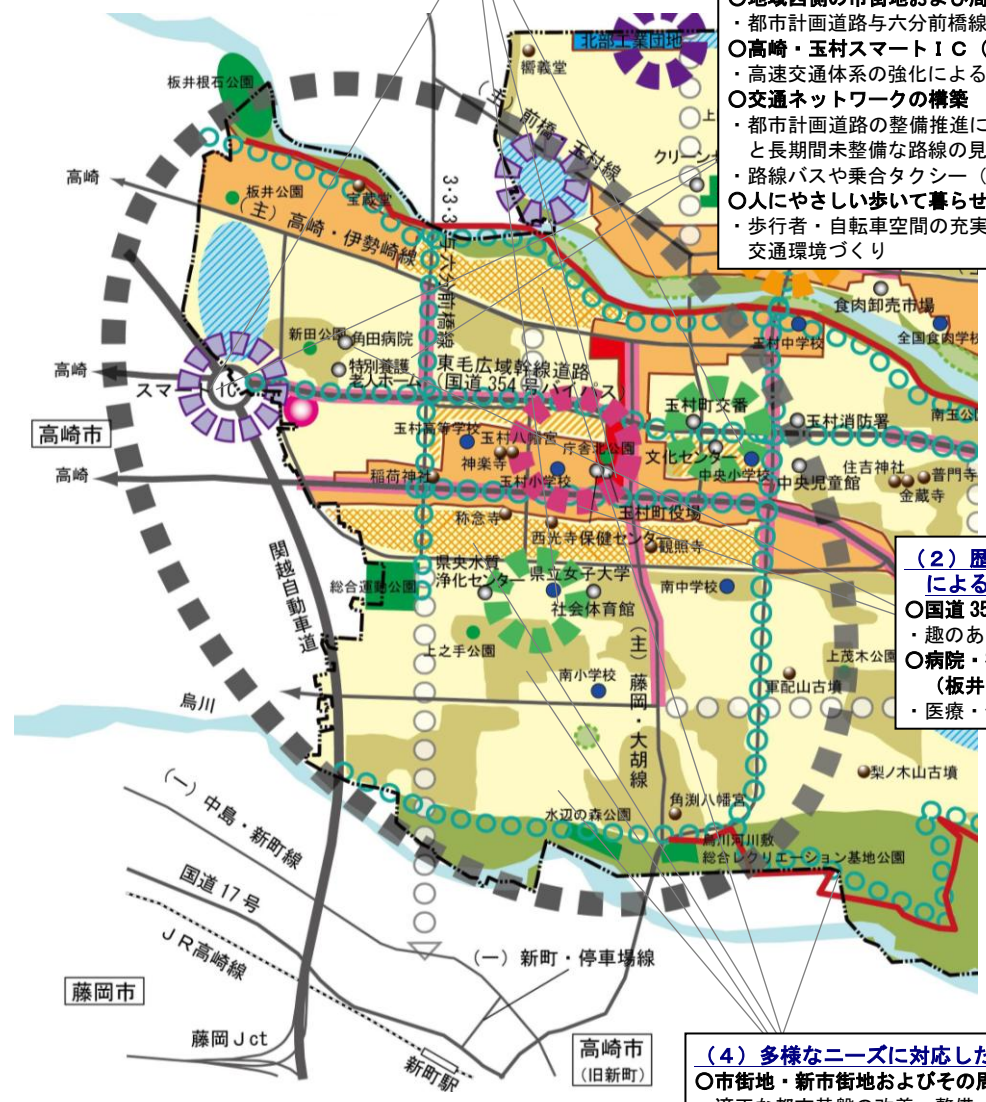 ○地域西側の市街地および周
・都市計画道路与六分前橋線
○高崎・玉村スマートＩＣ（
・高速交通体系の強化による
○交通ネットワークの構築
・都市計画道路の整備推進に
と長期間未整備な路線の見
・路線バスや乗合タクシー（
○人にやさしい歩いて暮らせ
・歩行者・自転車空間の充実
交通環境づくり
北部工業団地
嚮義堂
板井根石公園
（主）前橋・玉村線
クリーン
上
高崎
板井公園
宝蔵堂
（主）高崎・伊勢崎線
3・3・3 与六分前橋線
食肉卸売市場
玉村中学校
全国食肉学校
新田公園
角田病院
特別養護
老人ホーム
東毛広域幹線道路
（国道 354 号バイパス）
高崎
スマートIC
高崎市
玉村町交番
玉村消防署
南玉公
玉村高等学校
玉村八幡宮
庁舎北公園
神楽寺
文化センター
中央小学校
住吉神社
普門寺
高崎
稲荷神社
玉村小学校
中央児童館
金蔵寺
称念寺
玉村町役場
西光寺
保健センター
観照寺
関越自動車道
県央水質
浄化センター
県立女子大学
総合運動公園
社会体育館
南中学校
（2）歴
による
○国道 35
・趣のあ
○病院・
（板井
・医療・
上之手公園
（主）藤岡・大胡線
上茂木公園
南小学校
軍配山古墳
烏川
梨ノ木山古墳
角渕八幡宮
水辺の森公園
烏川河川敷
総合レクリエーション基地公園
（一）中島・新町線
国道 17 号
ＪＲ高崎線
（一）新町・停車場線
藤岡市
藤岡Ｊct
新町駅
高崎市
（旧新町）
（4）多様なニーズに対応した
○市街地・新市街地およびその周